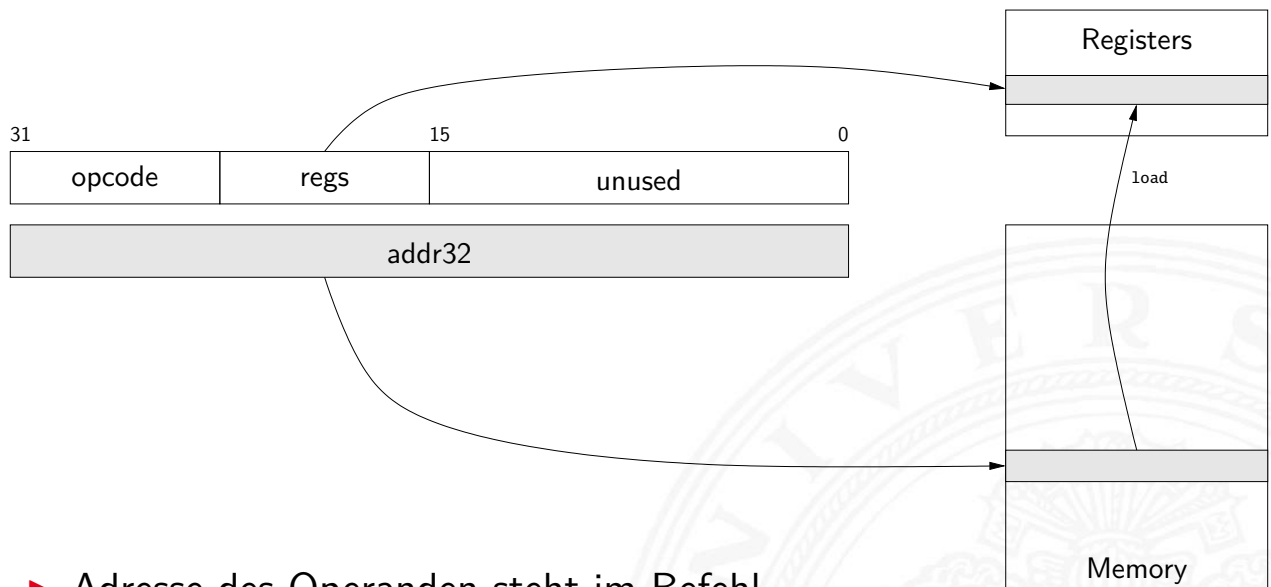 Registers
31 15 0
opcode regs unused
load
addr32
Adresse des Operanden steht im Befehl
Memory